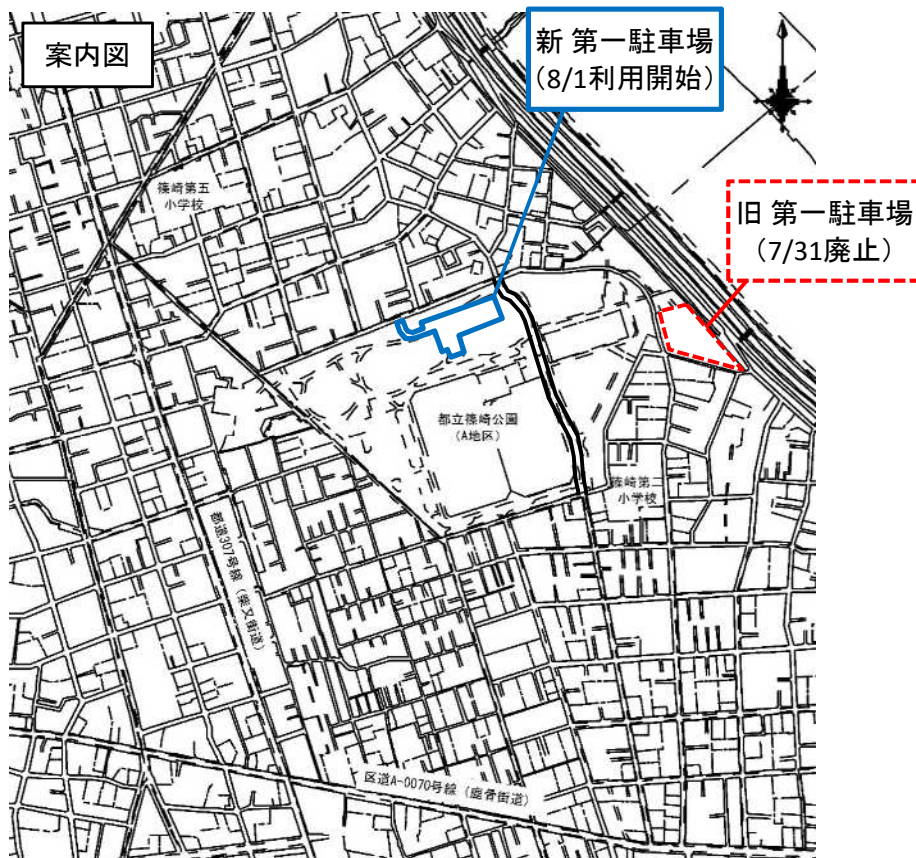 案内図
新 第一駐車場
(8/1利用開始)
旧 第一駐車場
（7/31廃止）
篠崎第五
小学校
都立篠崎公園
(A地区)
篠崎第二
小学校
都道307号線（柴又街道）
区道A-0070号線（鹿骨街道）